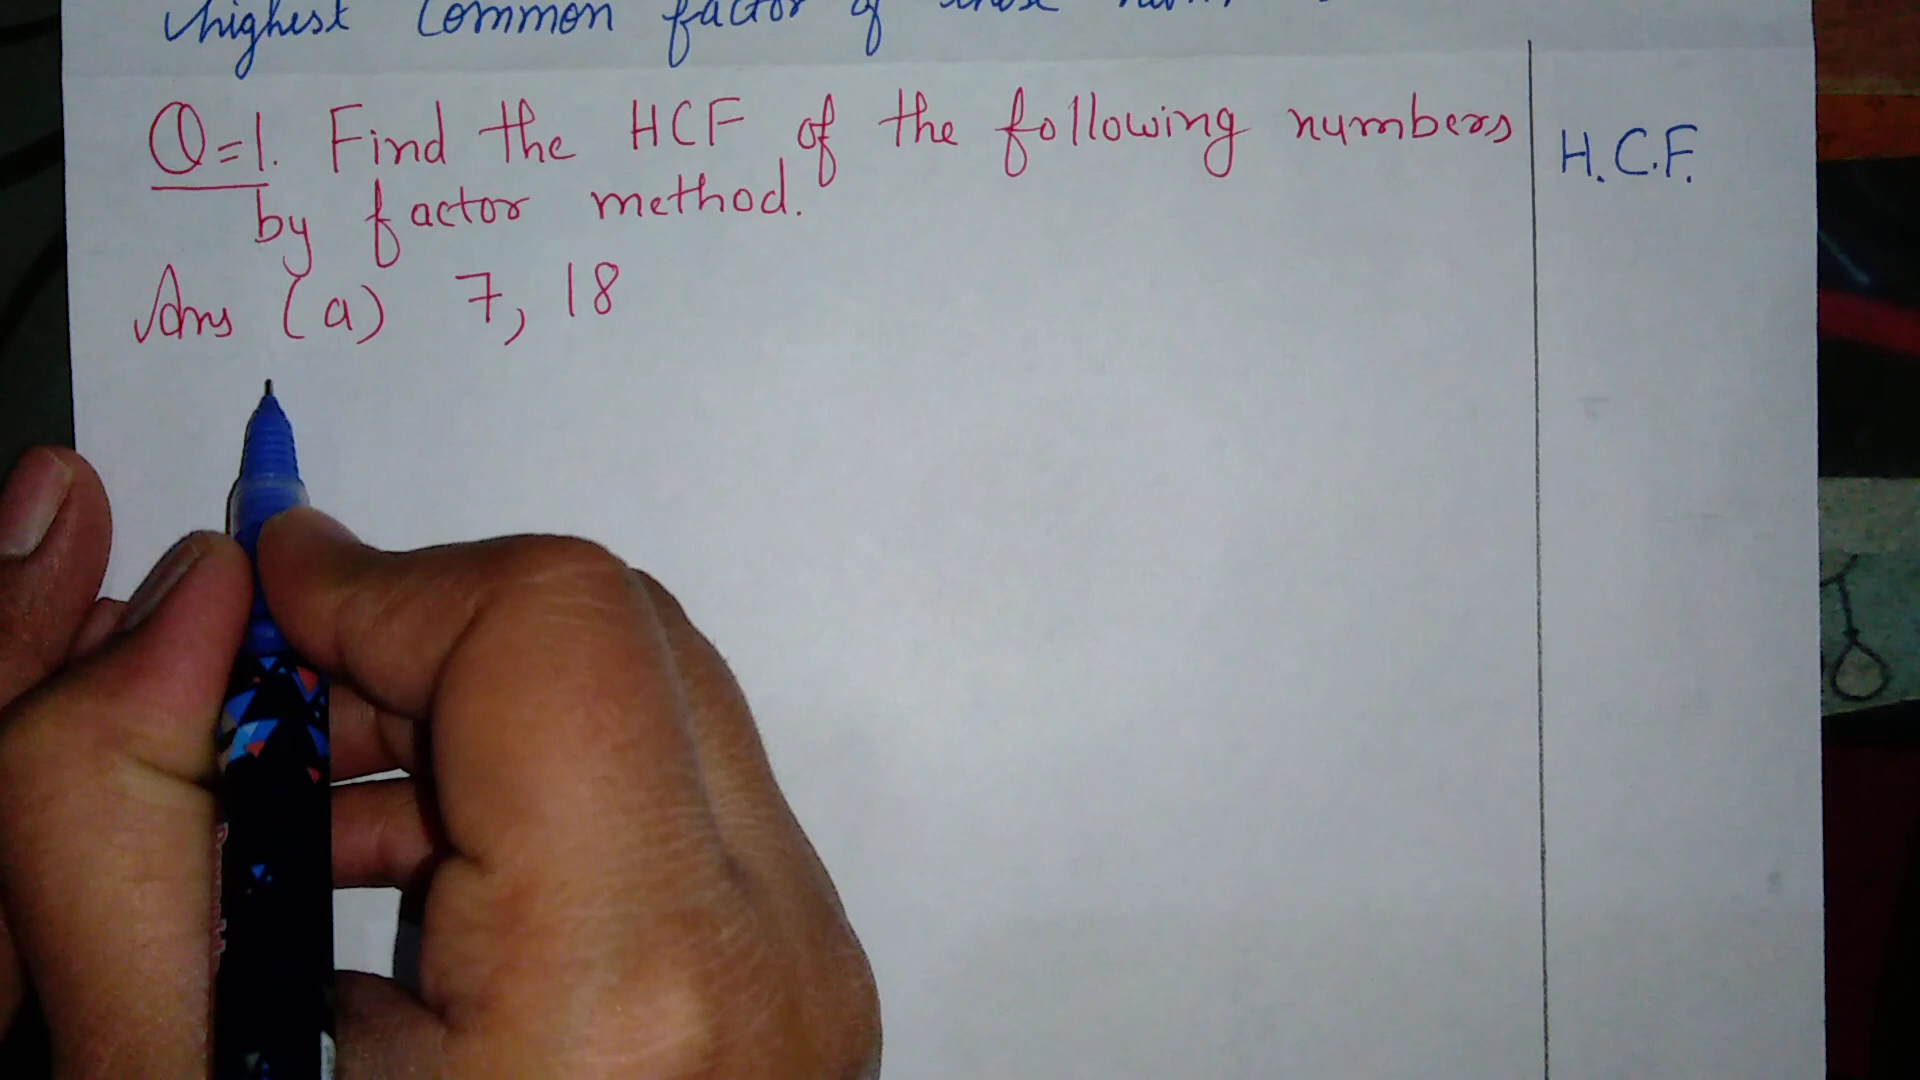 highest Common factor of
Q=1. Find the HCF of the following numbers
by factor method.
Ans (a) 7, 18
H.C.F.